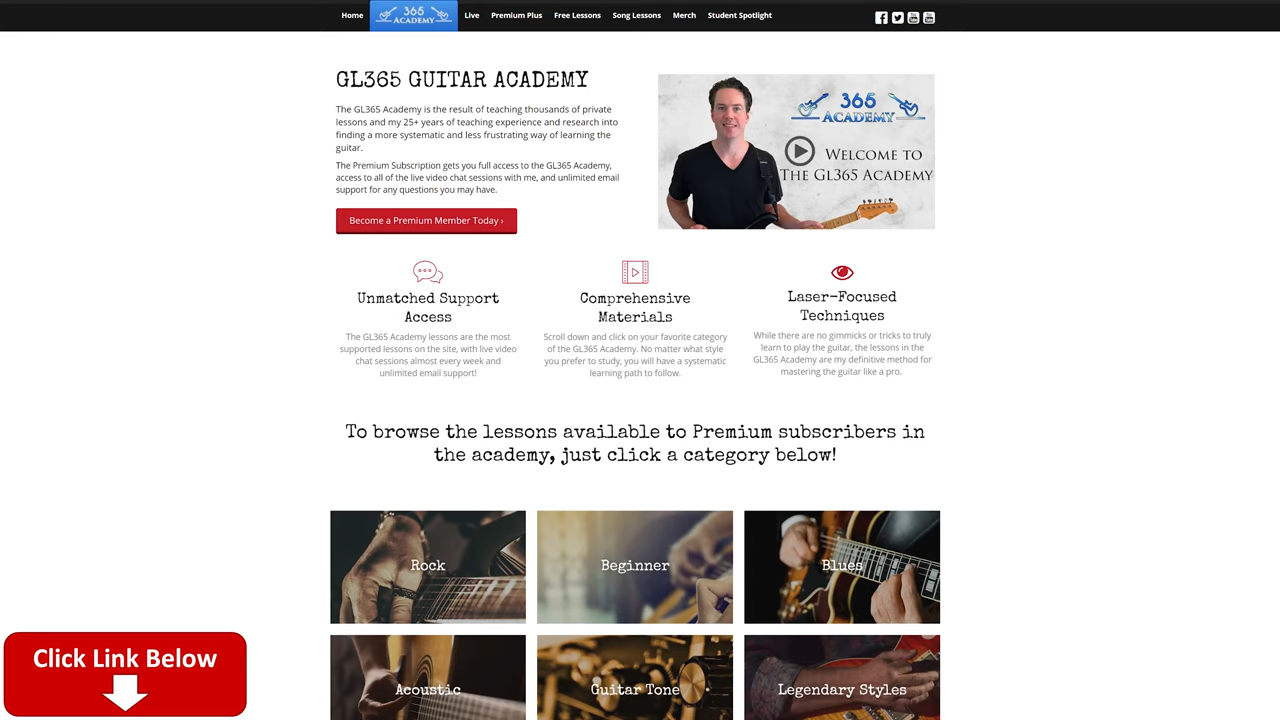 Home
365
ACADEMY
Live
Premium Plus
Free Lessons
Song Lessons
Merch
Student Spotlight
GL365 GUITAR ACADEMY
The GL365 Academy is the result of teaching thousands of private
lessons and my 25+ years of teaching experience and research into
finding a more systematic and less frustrating way of learning the
guitar.
The Premium Subscription gets you full access to the GL365 Academy,
access to all of the live video chat sessions with me, and unlimited email
support for any questions you may have.
Become a Premium Member Today ›
365
ACADEMY
WELCOME TO
THE GL365 ACADEMY
Unmatched Support
Access
The GL365 Academy lessons are the most
supported lessons on the site, with live video
chat sessions almost every week and
unlimited email support!
Comprehensive
Materials
Scroll down and click on your favorite category
of the GL365 Academy. No matter what style
you prefer to study, you will have a systematic
learning path to follow.
Laser-Focused
Techniques
While there are no gimmicks or tricks to truly
learn to play the guitar, the lessons in the
GL365 Academy are my definitive method for
mastering the guitar like a pro.
To browse the lessons available to Premium subscribers in
the academy, just click a category below!
Rock
Beginner
Blues
Acoustic
Guitar Tone
Legendary Styles
Click Link Below